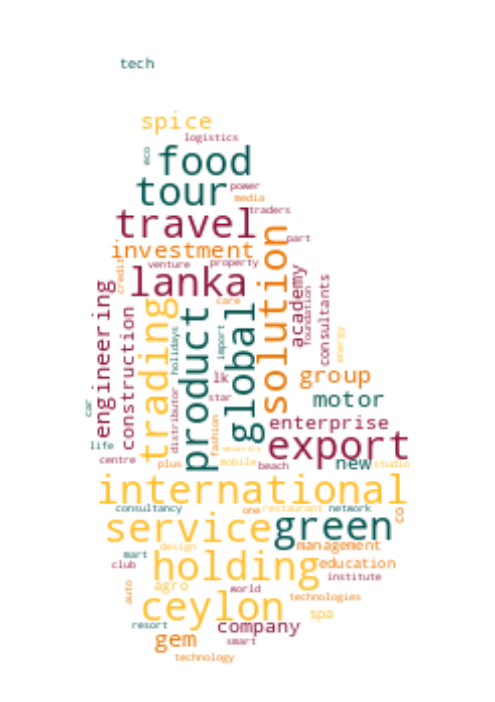 tech
spice
logistics
eco
food
tour
power
media
travel
traders
investment
part
venture
property
credit
lanka
care
solution
academy
foundation
consultants
engineering
construction
trading
holidays
product
import
global
energy
group
lk
motor
star
car
distributor
fashion
enterprise
life
export
centre
plus
security
mobile
beach
new
studio
international
consultancy
one
restaurant
network
co
service
green
design
management
mart
club
holding
education
institute
auto
agro
world
technologies
ceylon
spa
resort
company
gem
smart
technology